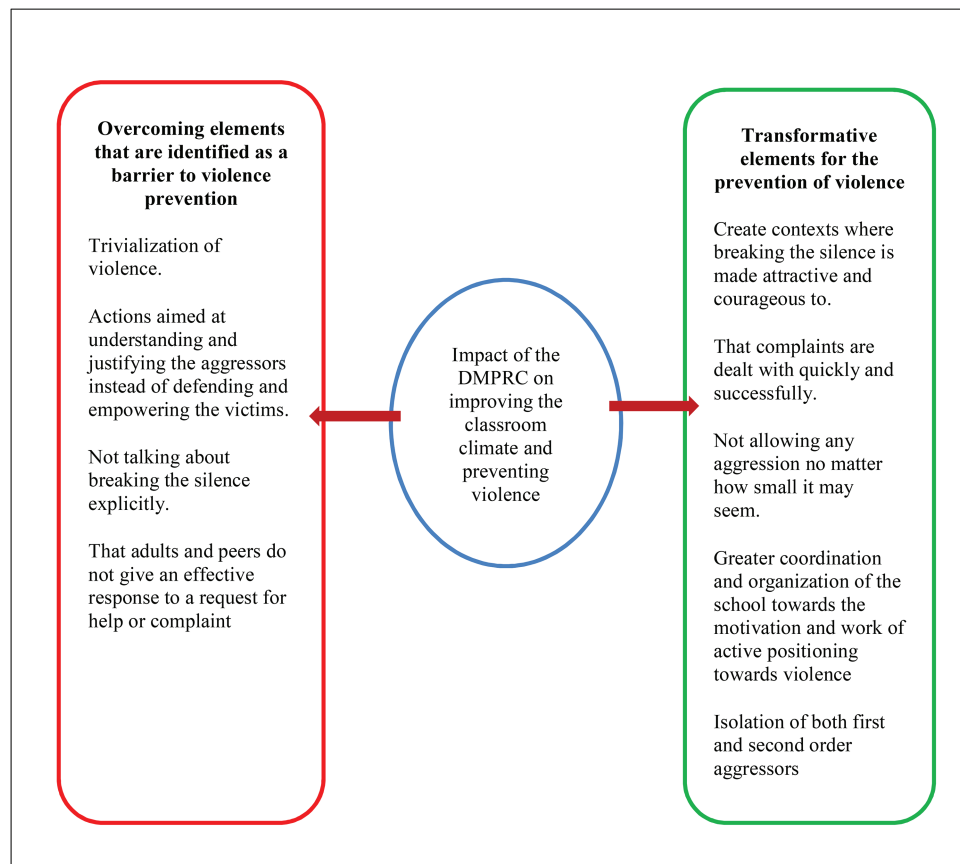 Overcoming elements
that are identified as a
barrier to violence
prevention
Trivialization of
violence.
Actions aimed at
understanding and
justifying the aggressors
instead of defending and
empowering the victims.
Not talking about
breaking the silence
explicitly.
That adults and peers do
not give an effective
response to a request for
help or complaint
Impact of the
DMPRC on
improving the
classroom
climate and
preventing
violence
Transformative
elements for the
prevention of violence
Create contexts where
breaking the silence is
made attractive and
courageous to.
That complaints are
dealt with quickly and
successfully.
Not allowing any
aggression no matter
how small it may
seem.
Greater coordination
and organization of the
school towards the
motivation and work of
active positioning
towards violence
Isolation of both first
and second order
aggressors